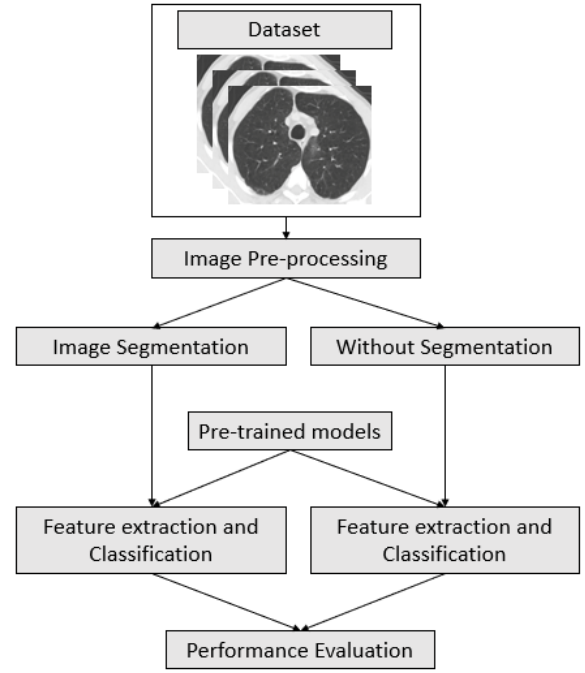 Dataset
Image Pre-processing
Image Segmentation
Without Segmentation
Pre-trained models
Feature extraction and
Classification
Feature extraction and
Classification
Performance Evaluation